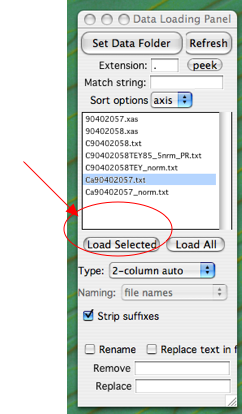 Data Loading Panel
Set Data Folder Refresh
Extension: . peek
Match string:
Sort options axis
90402057.xas
90402058.xas
C90402058.txt
C90402058TEY85_5nrm_PR.txt
C90402058TEY_norm.txt
Ca90402057.txt
Ca90402057_norm.txt
Load Selected Load All
Type: 2-column auto
Naming: file names
Strip suffixes
Rename Replace text in f
Remove
Replace